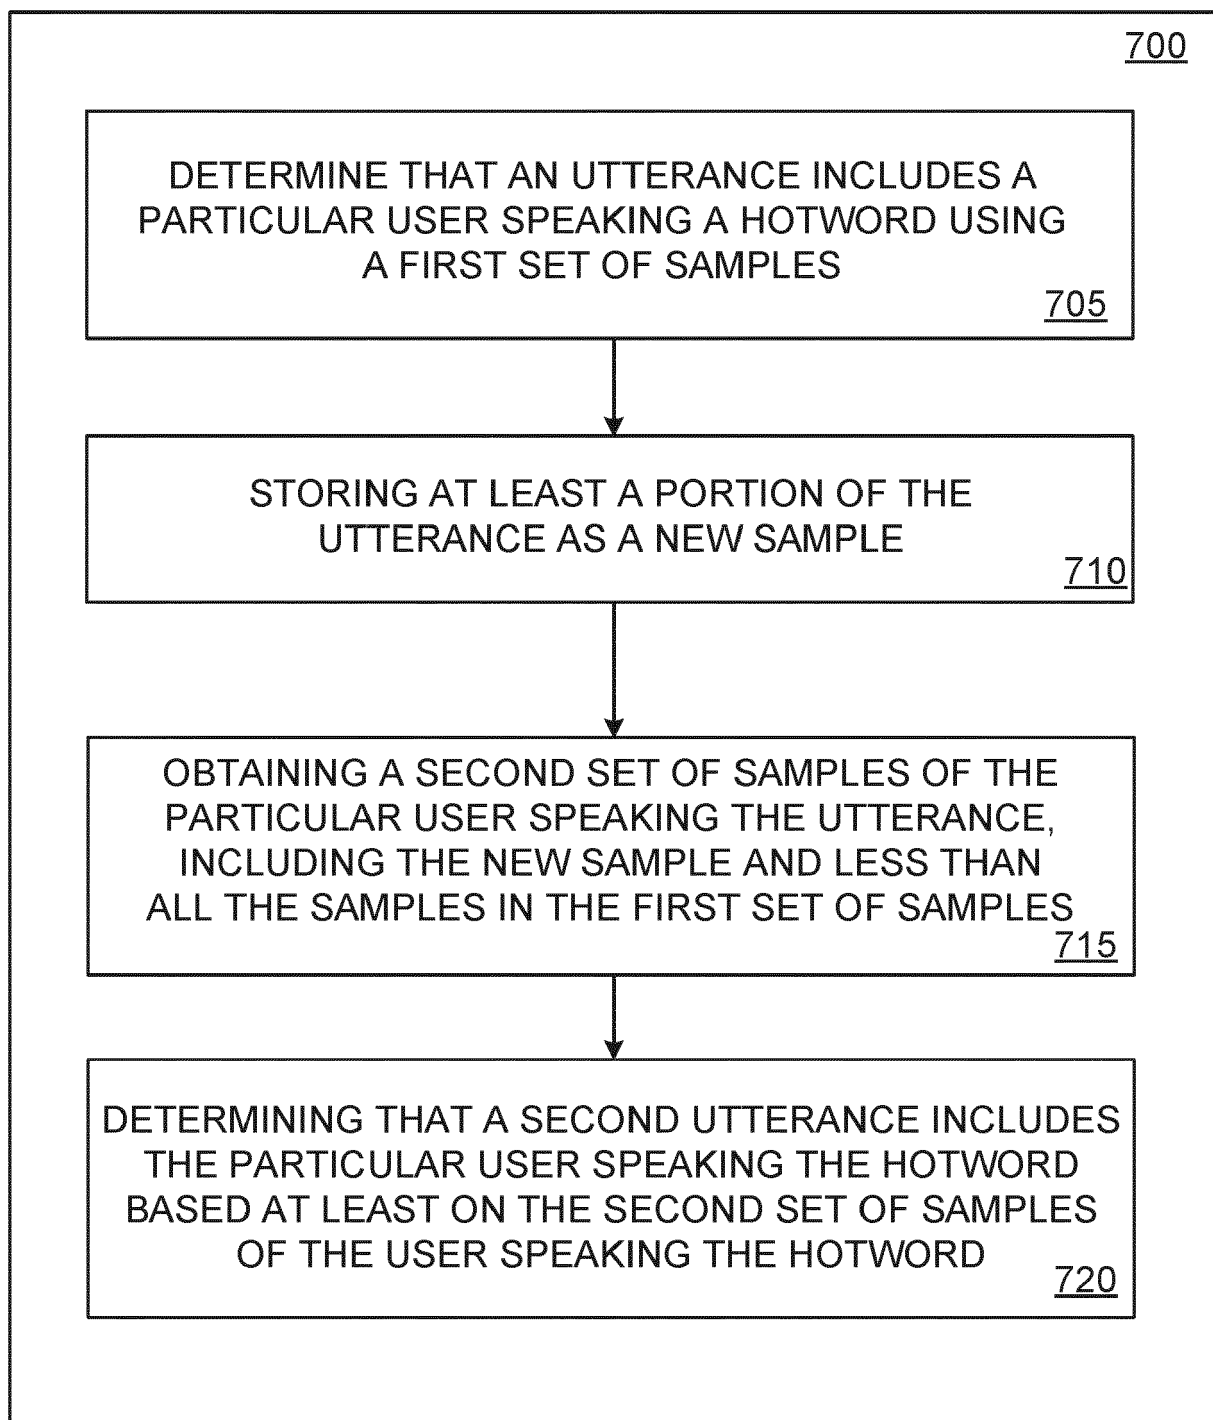 700
DETERMINE THAT AN UTTERANCE INCLUDES A
PARTICULAR USER SPEAKING A HOTWORD USING
A FIRST SET OF SAMPLES
705
STORING AT LEAST A PORTION OF THE
UTTERANCE AS A NEW SAMPLE
710
OBTAINING A SECOND SET OF SAMPLES OF THE
PARTICULAR USER SPEAKING THE UTTERANCE,
INCLUDING THE NEW SAMPLE AND LESS THAN
ALL THE SAMPLES IN THE FIRST SET OF SAMPLES
715
DETERMINING THAT A SECOND UTTERANCE INCLUDES
THE PARTICULAR USER SPEAKING THE HOTWORD
BASED AT LEAST ON THE SECOND SET OF SAMPLES
OF THE USER SPEAKING THE HOTWORD
720